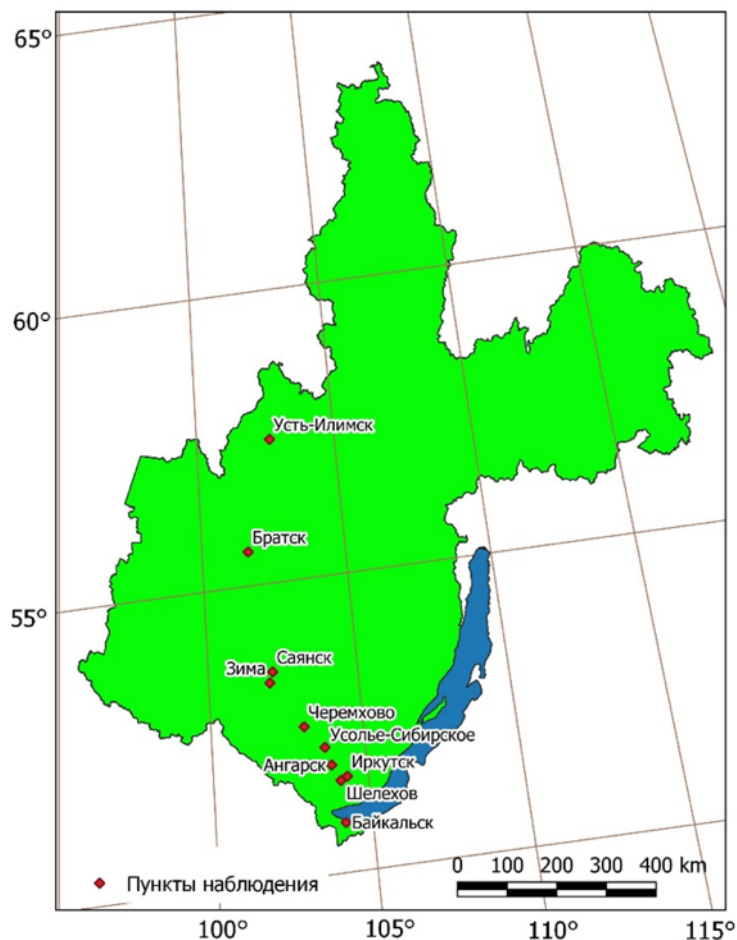 65°
60°
Усть-Илимск
Братск
55°
Саянск
Зима
Черемхово
Усолье-Сибирское
Ангарск
Иркутск
Шелехов
Байкальск
0 100 200 300 400 km
Пункты наблюдения
100° 105° 110° 115°